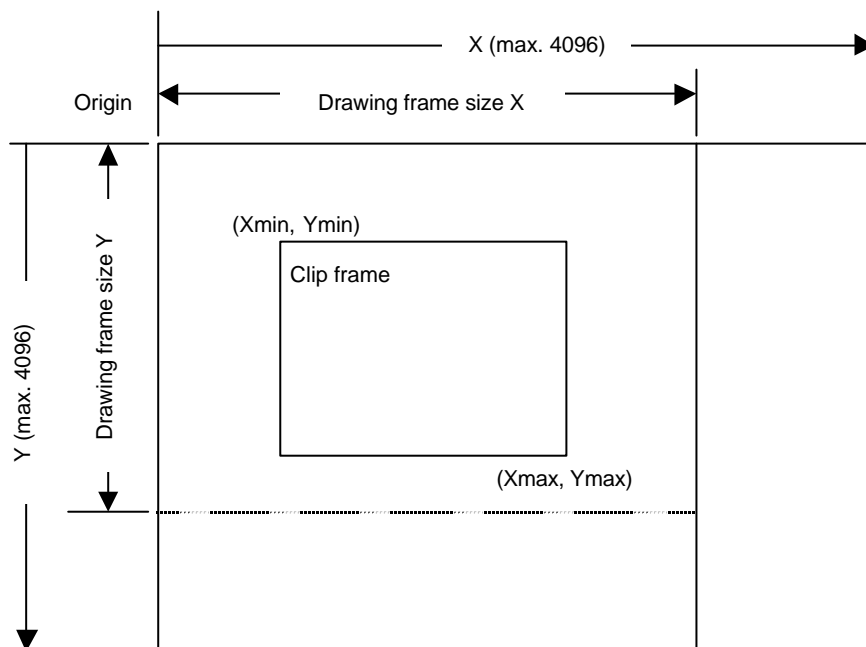 X (max. 4096)
Origin
Drawing frame size X
(Xmin, Ymin)
Clip frame
Drawing frame size Y
Y (max. 4096)
(Xmax, Ymax)